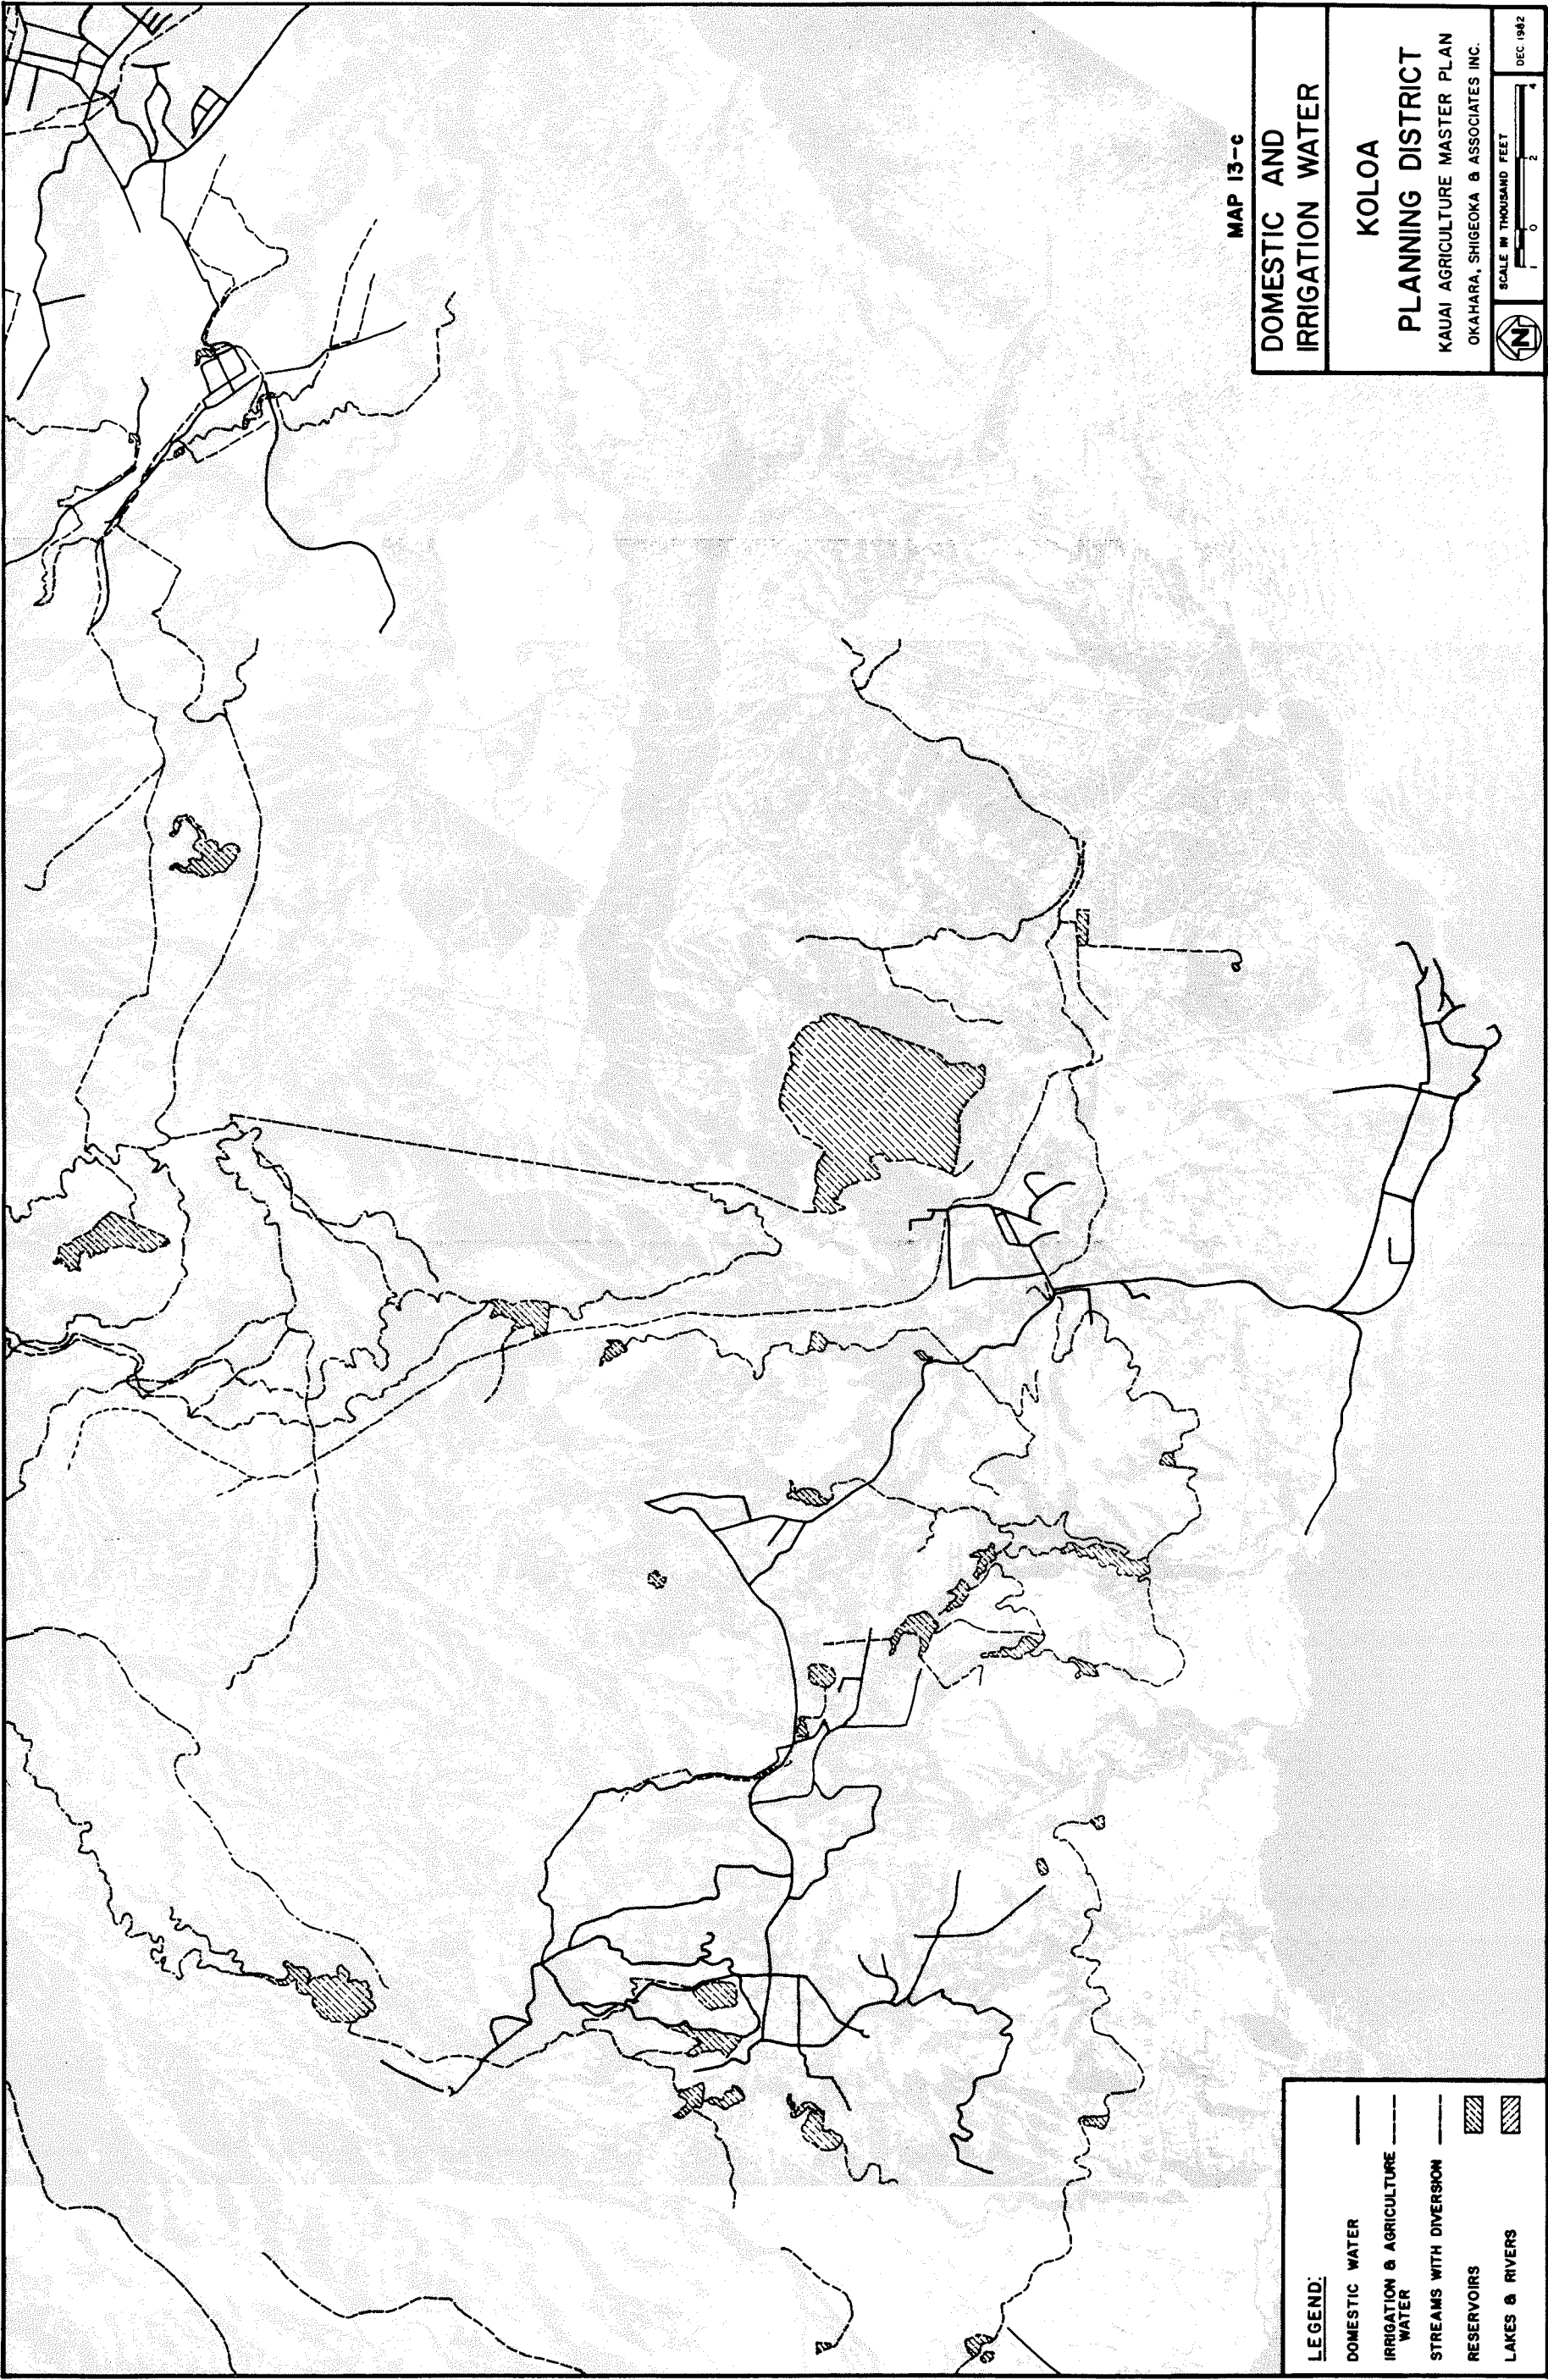 MAP 13-c
DOMESTIC AND
IRRIGATION WATER
KOLOA
PLANNING DISTRICT
KAUAI AGRICULTURE MASTER PLAN
OKAHARA, SHIGEOKA & ASSOCIATES INC.
N
SCALE IN THOUSAND FEET
1 0 2 4
DEC 1982
LEGEND:
DOMESTIC WATER
IRRIGATION & AGRICULTURE
WATER
STREAMS WITH DIVERSION
RESERVOIRS
LAKES & RIVERS